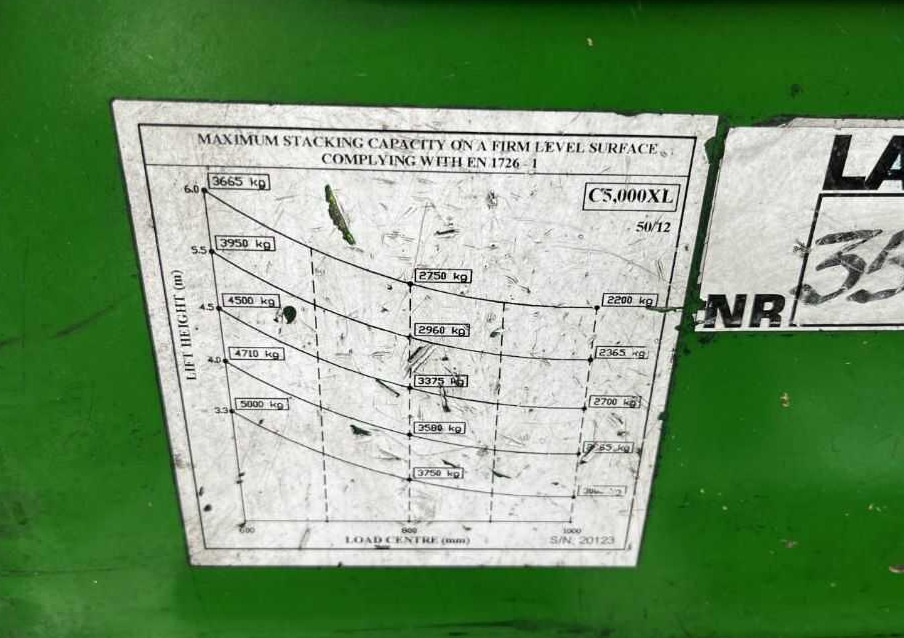 MAXIMUM STACKING CAPACITY ON A FIRM LEVEL SURFACE
COMPLYING WITH EN 1726 - 1
C5,000XL
50/12
6.0
3665 kg
2750 kg
2200 kg
5.5
3950 kg
2960 kg
2365 kg
4.5
4500 kg
3375 kg
2700 kg
4.0
4710 kg
3580 kg
3.3
5000 kg
3750 kg
LIFT HEIGHT (m)
600
800
1000
LOAD CENTRE (mm)
S/N: 20123
LA
NR
35